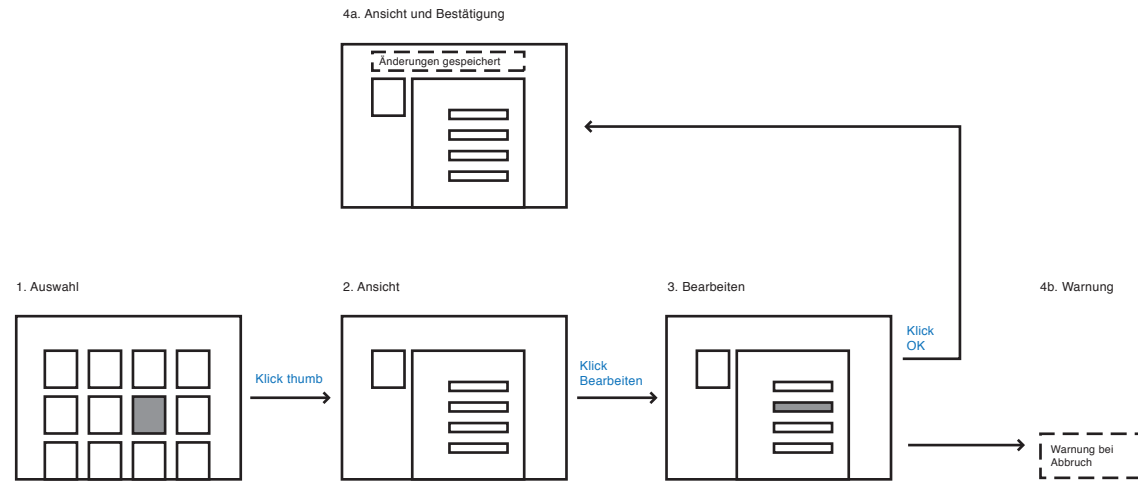 4a. Ansicht und Bestätigung
Änderungen gespeichert
1. Auswahl
2. Ansicht
3. Bearbeiten
4b. Warnung
Klick thumb
Klick
Bearbeiten
Klick
OK
Warnung bei
Abbruch